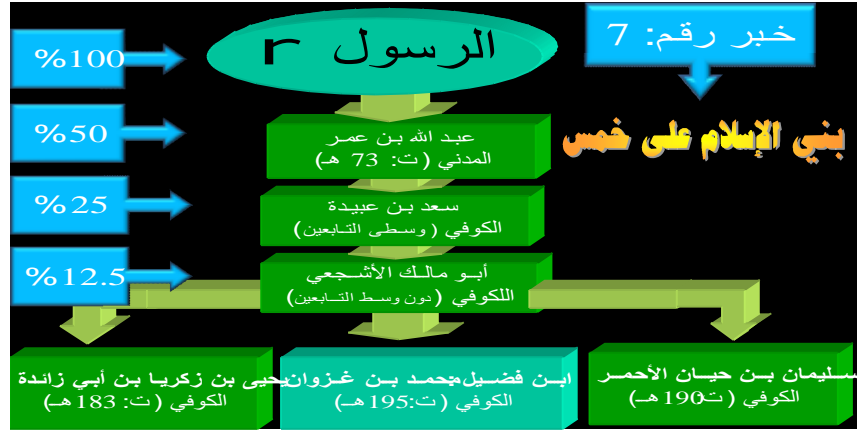 خبر رقم: 7
الرسول r
%100
بني الإسلام على خمس
%50
عبد الله بن عمر
المدني (ت: 73 هـ)
%25
سعد بن عبيدة
الكوفي (وسطى التابعين)
%12.5
أبو مالك الأشجعي
اللكوفي (دون وسط التابعين)
سليمان بن حيان الأحمر
الكوفي (ت190هـ)
ابن فضيل محمد بن غزوان
الكوفي (ت:195هـ)
يحيى بن زكريا بن أبي زائدة
الكوفي (ت: 183هـ)